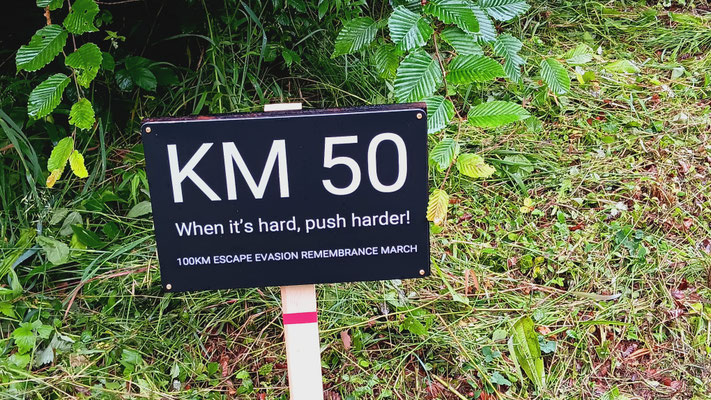 KM 50
When it's hard, push harder!
100KM ESCAPE EVASION REMEMBRANCE MARCH